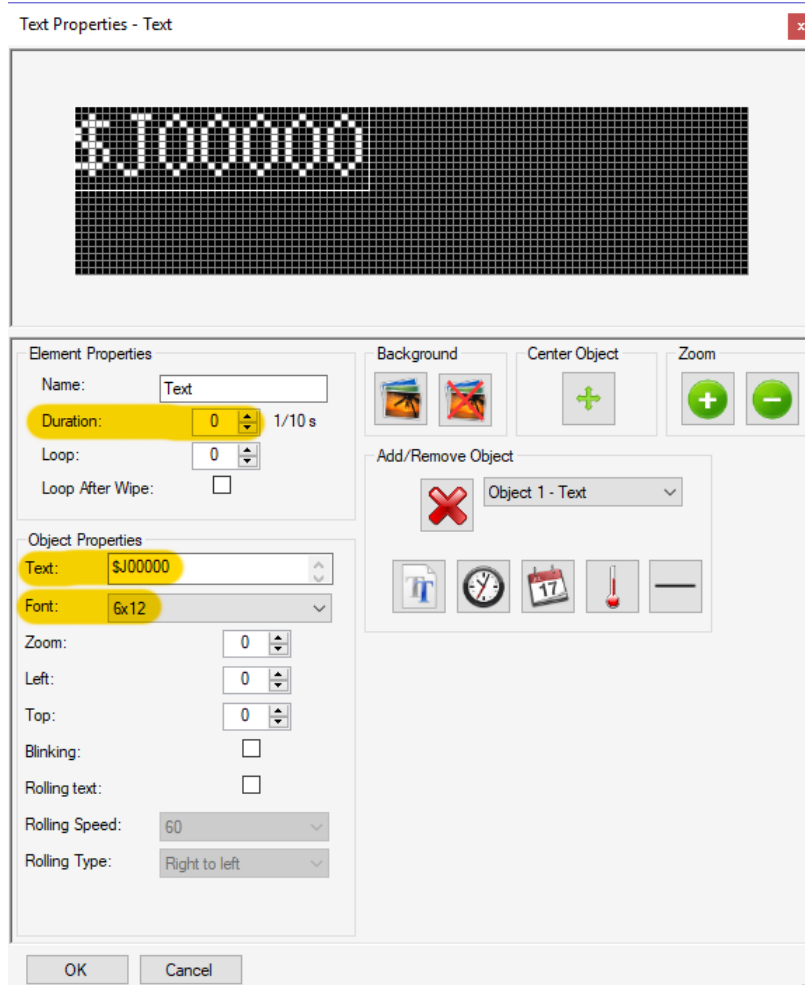 Text Properties - Text
x
$J00000
Element Properties
Name: Text
Duration: 0 1/10 s
Loop: 0
Loop After Wipe:
Background
Center Object
Zoom
Add/Remove Object
Object 1 - Text
TT
17
Object Properties
Text: $J00000
Font: 6x12
Zoom: 0
Left: 0
Top: 0
Blinking:
Rolling text:
Rolling Speed: 60
Rolling Type: Right to left
OK
Cancel